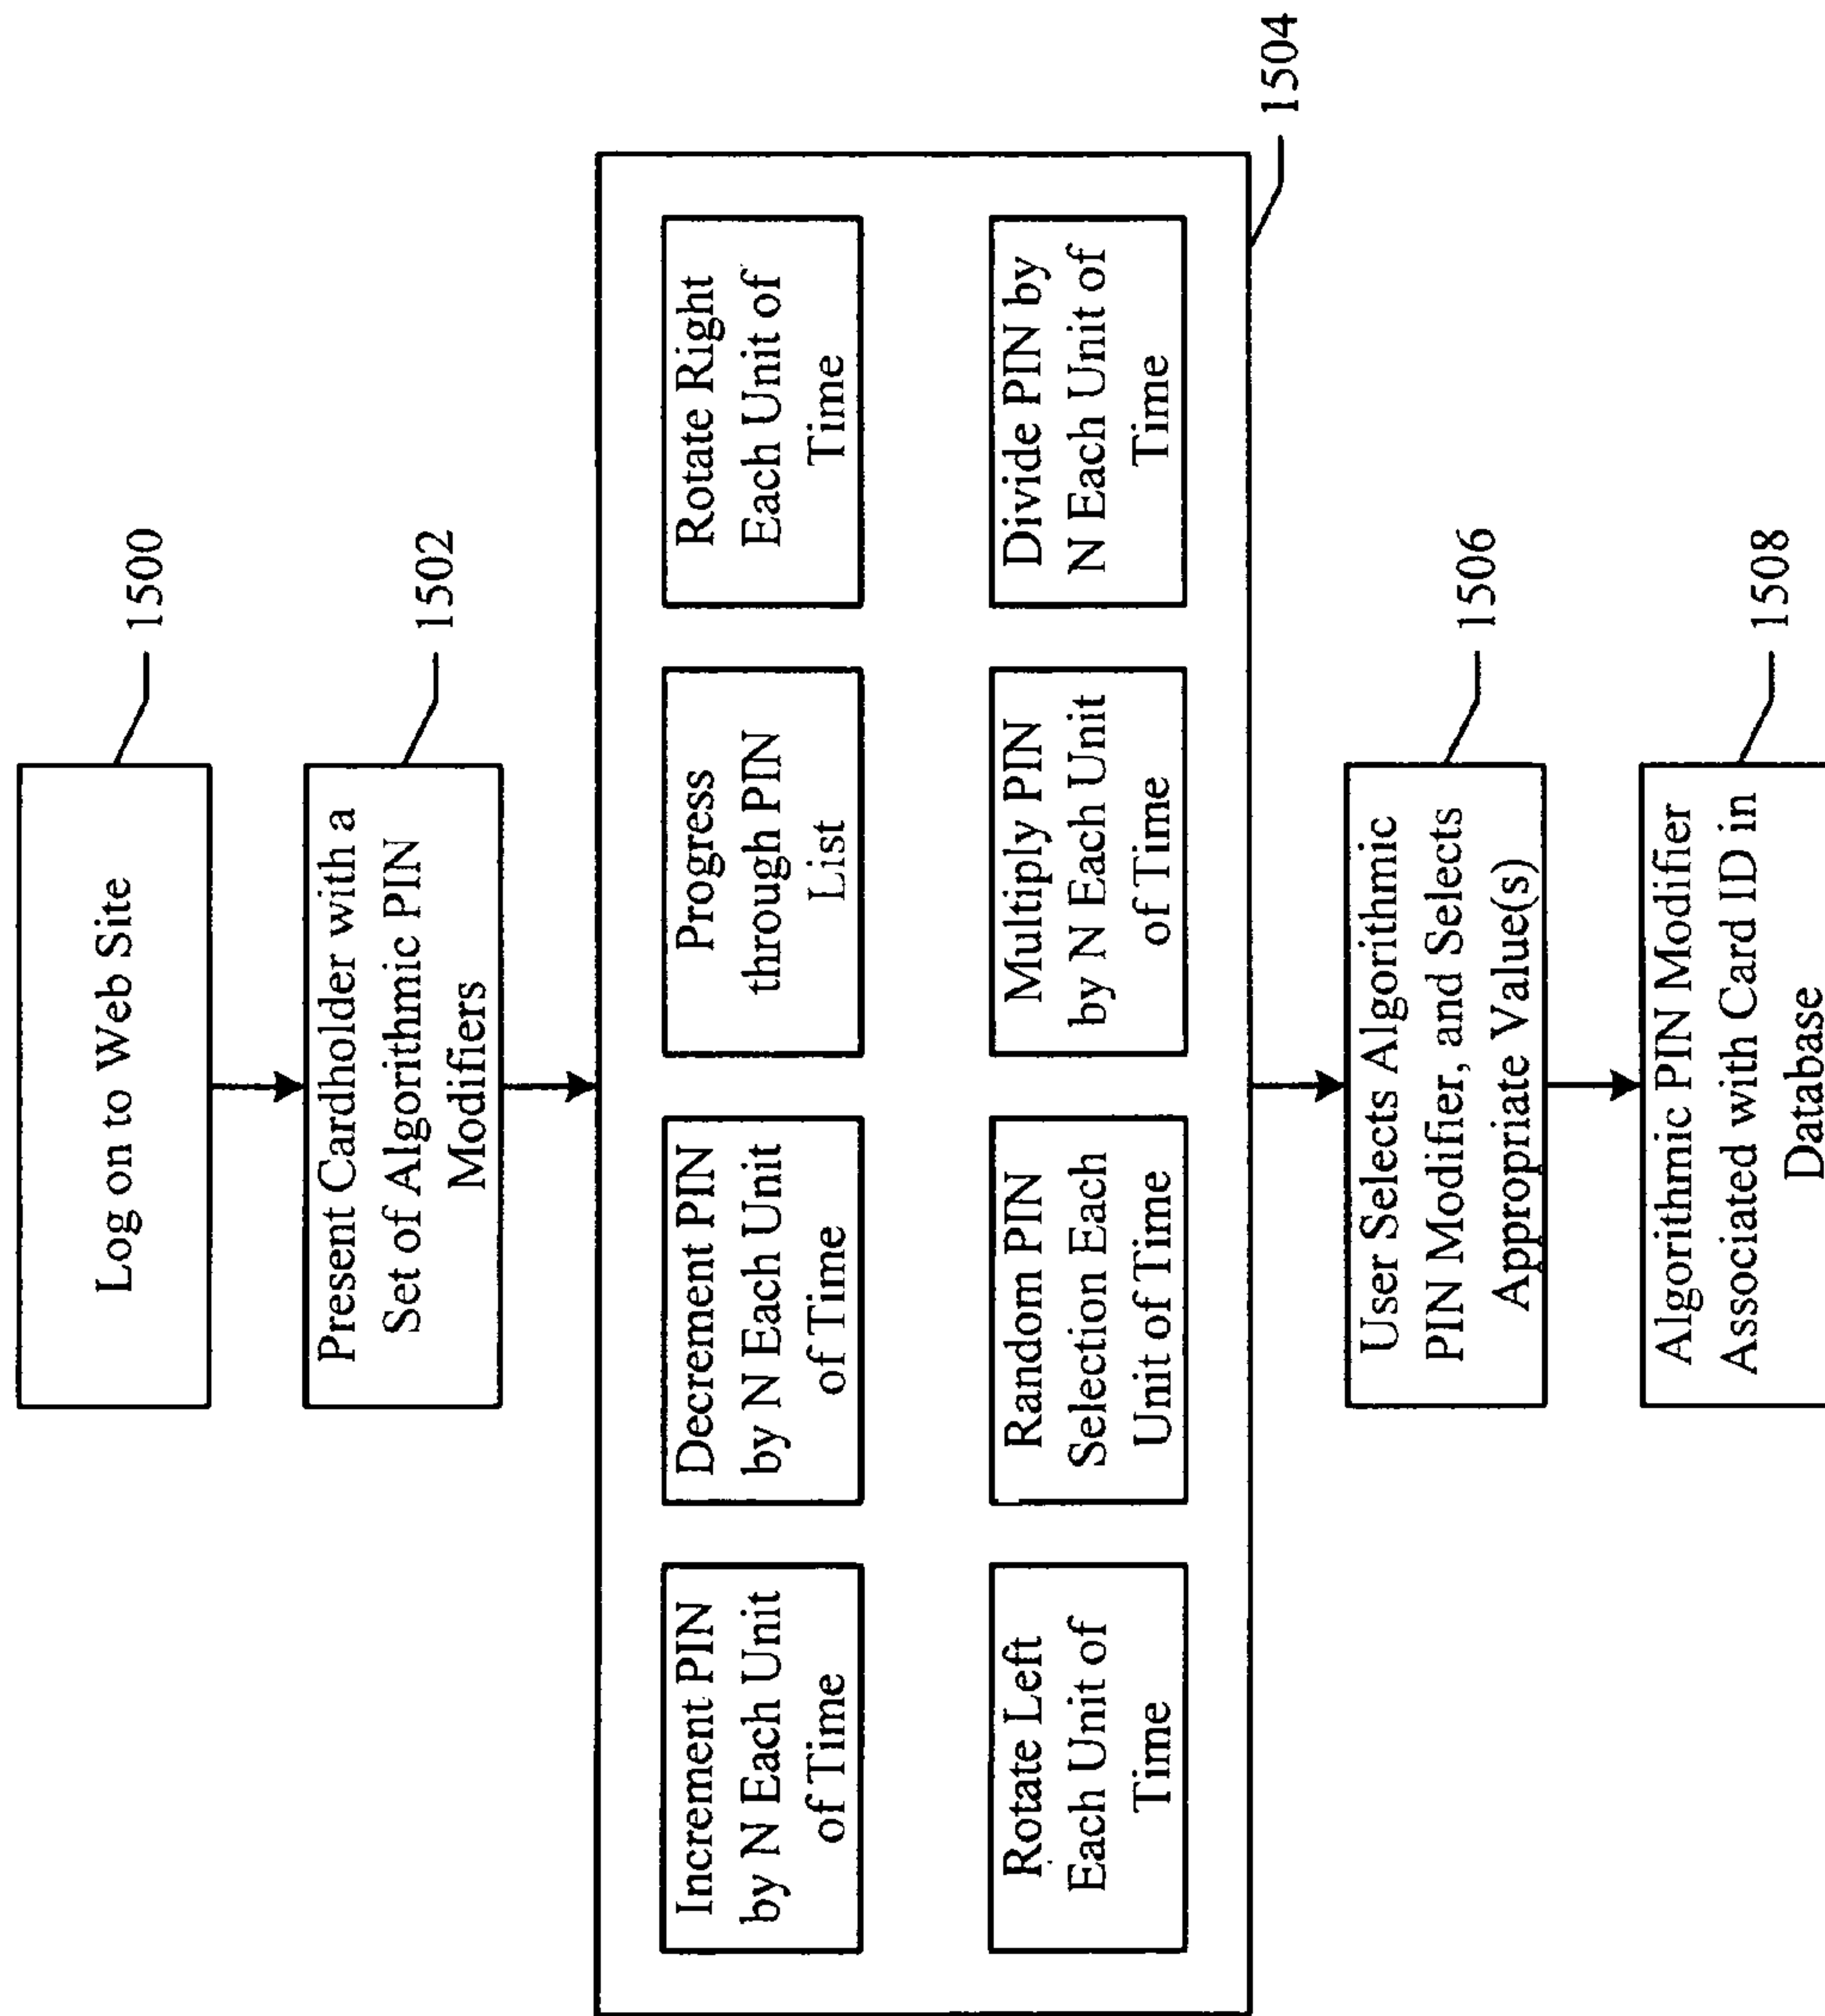 Log on to Web Site
1500
Present Cardholder with a
Set of Algorithmic PIN
Modifiers
1502
Increment PIN
by N Each Unit
of Time
Decrement PIN
by N Each Unit
of Time
Progress
through PIN
List
Rotate Right
Each Unit of
Time
Rotate Left
Each Unit of
Time
Random PIN
Selection Each
Unit of Time
Multiply PIN
by N Each Unit
of Time
Divide PIN by
N Each Unit of
Time
1504
User Selects Algorithmic
PIN Modifier, and Selects
Appropriate Value(s)
1506
Algorithmic PIN Modifier
Associated with Card ID in
Database
1508